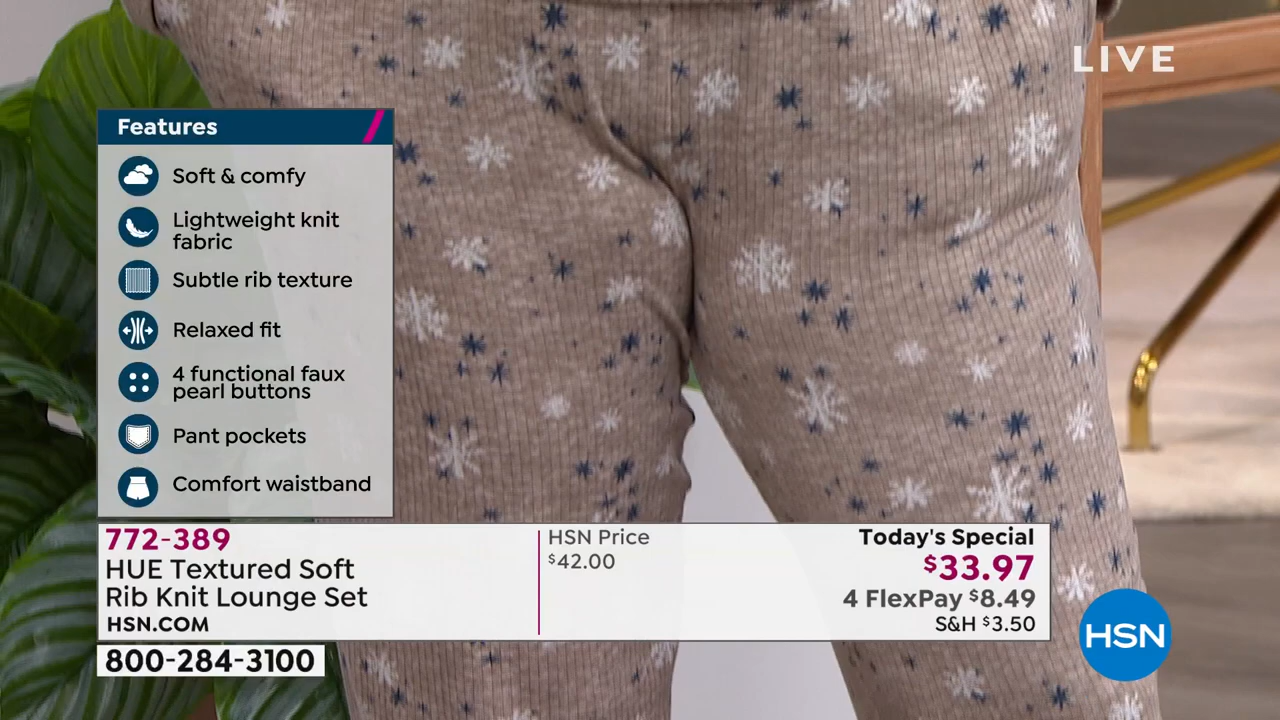 LIVE
Features
Soft & comfy
Lightweight knit
fabric
Subtle rib texture
Relaxed fit
4 functional faux
pearl buttons
Pant pockets
Comfort waistband
772-389
HUE Textured Soft
Rib Knit Lounge Set
HSN.COM
HSN Price
$42.00
Today's Special
$33.97
4 FlexPay $8.49
S&H $3.50
800-284-3100
HSN